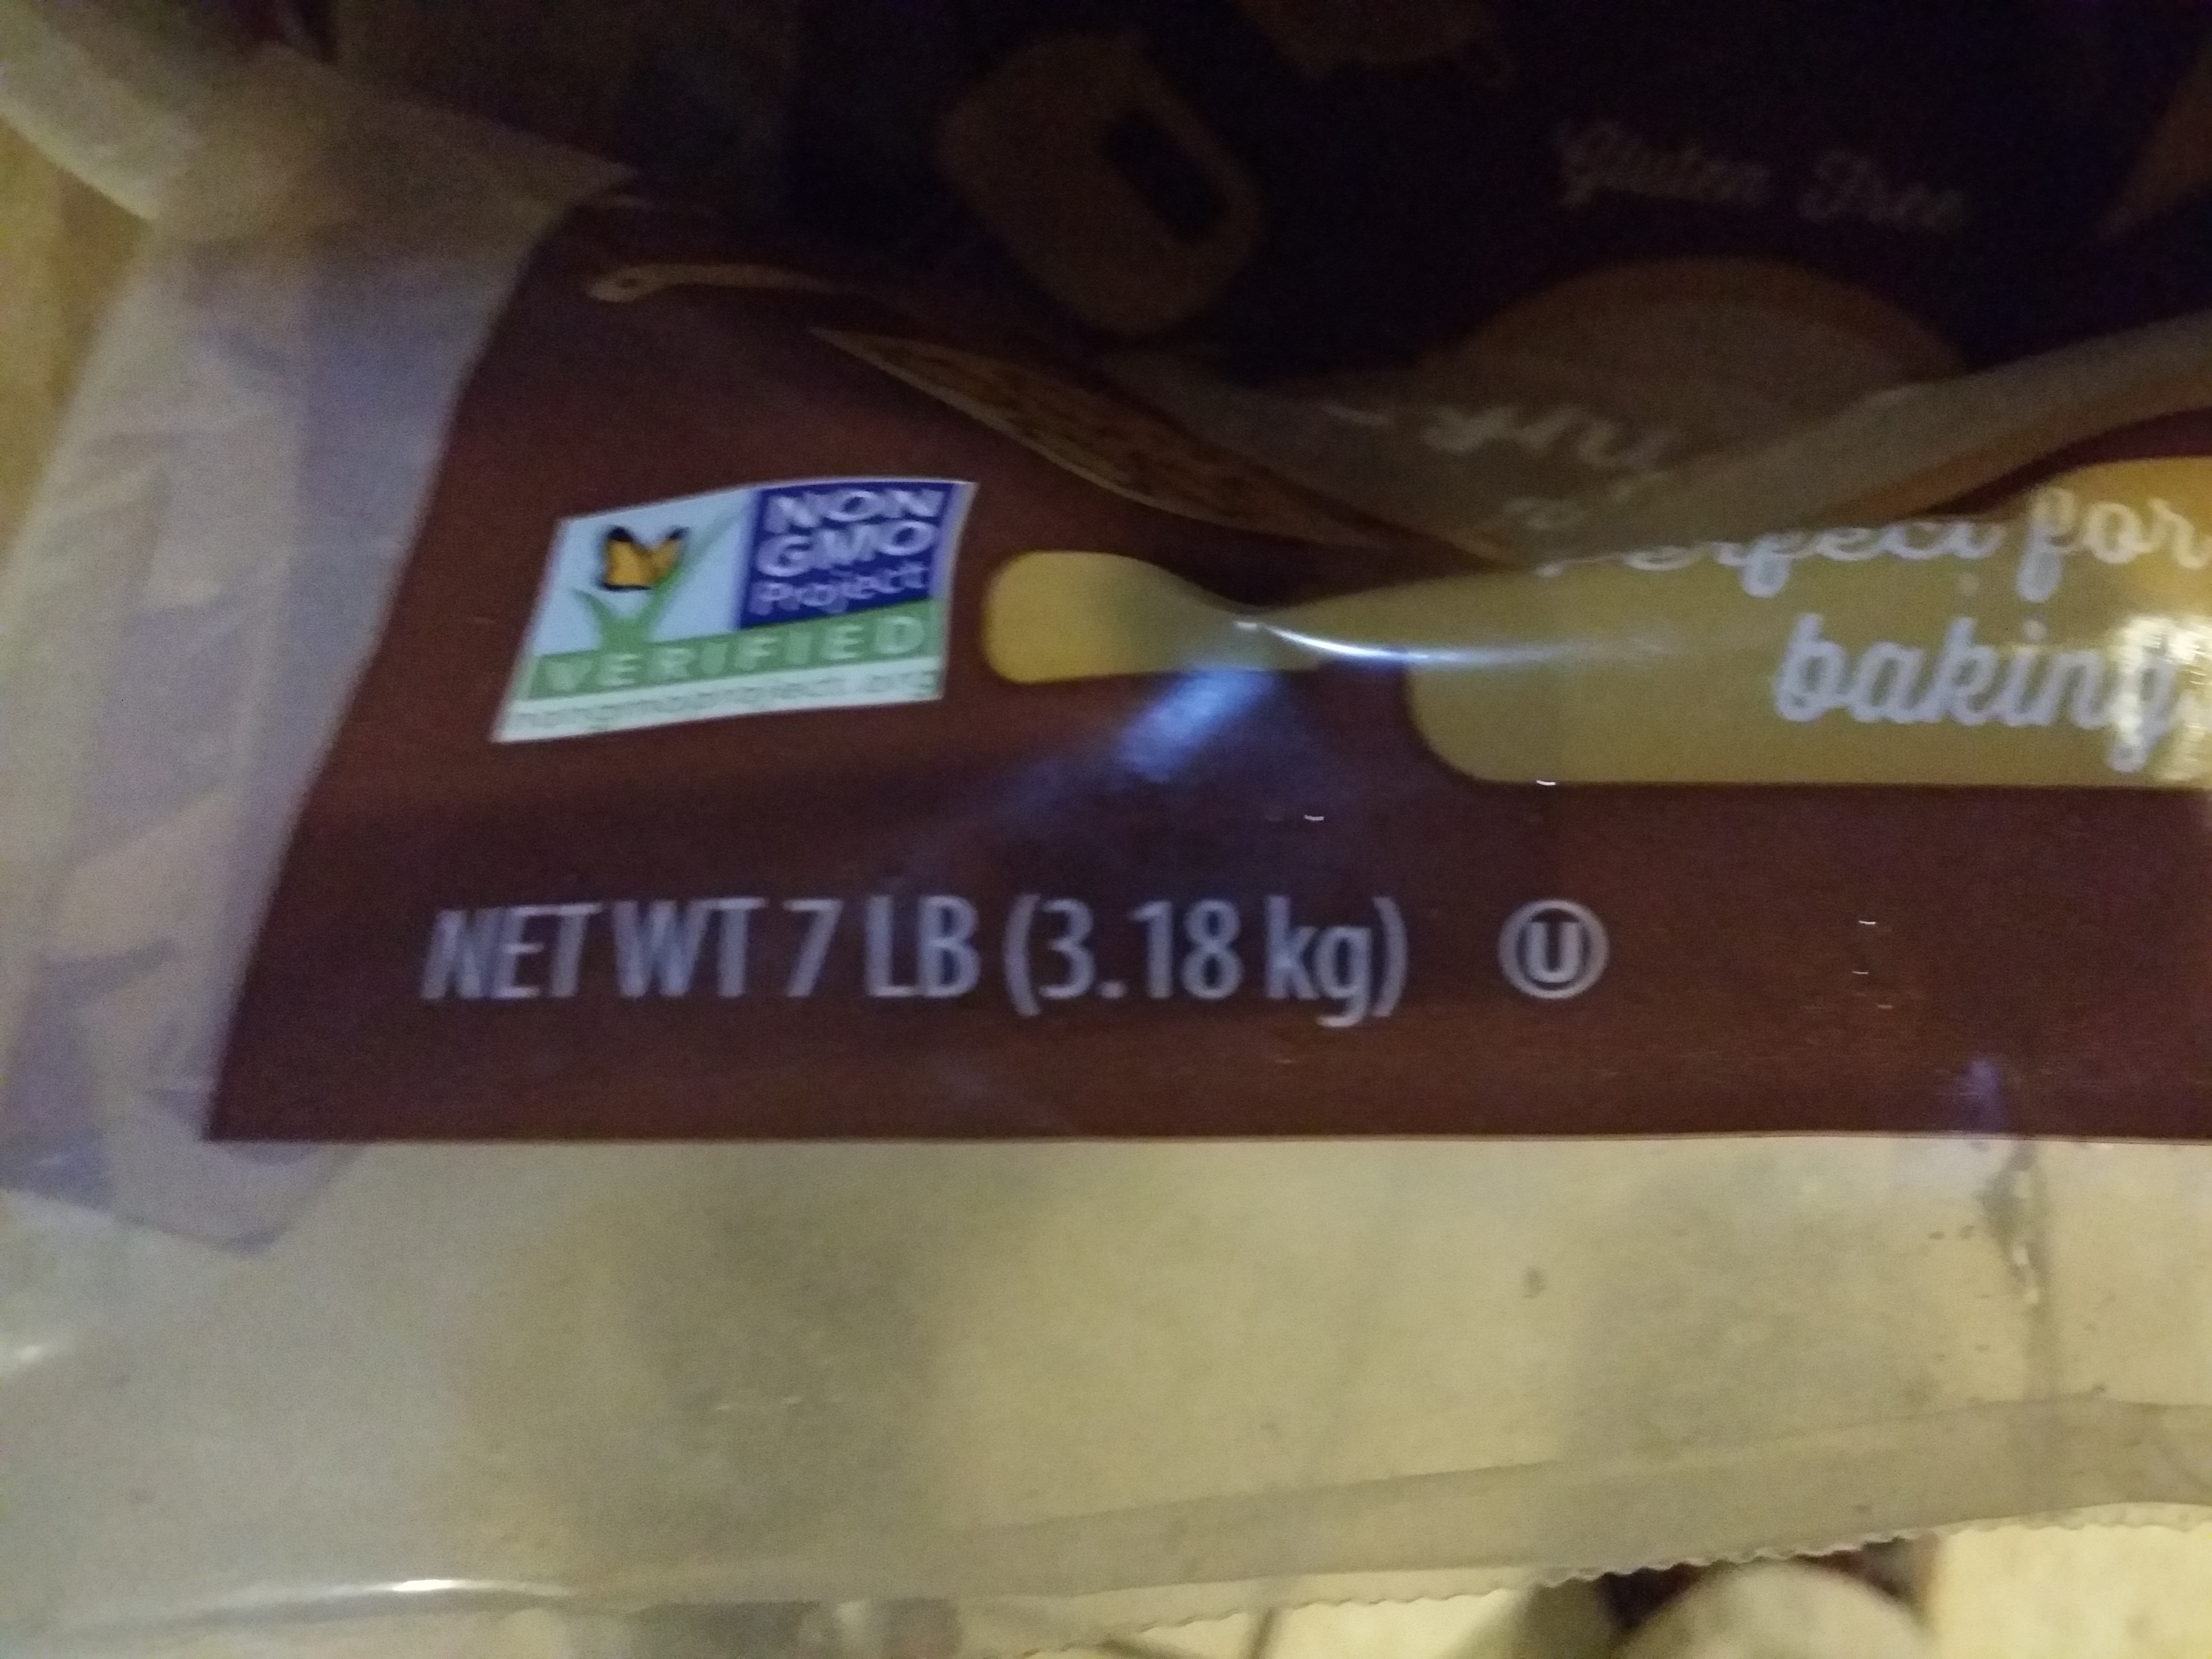 Gluten Free
Perfect for
baking
NON
GMO
Project
VERIFIED
nongmoproject.org
NET WT 7 LB (3.18 kg) U